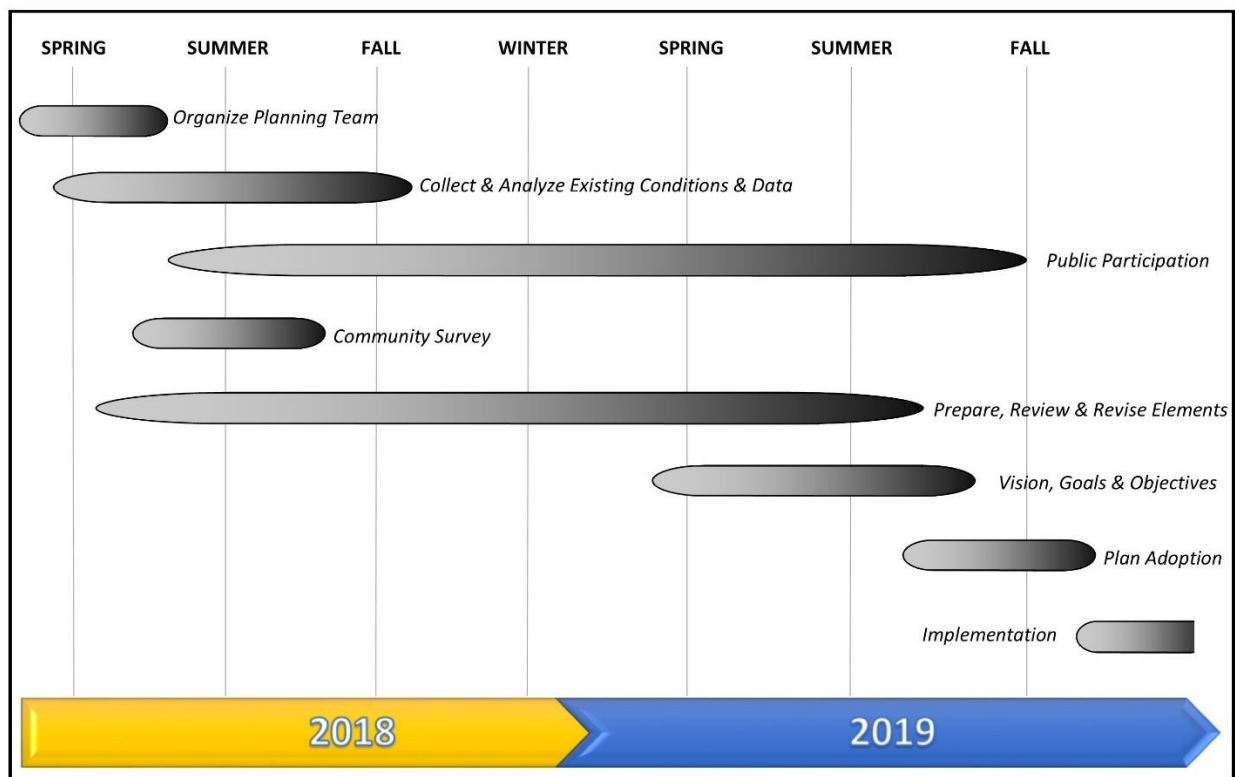 SPRING SUMMER FALL WINTER SPRING SUMMER FALL
Organize Planning Team
Collect & Analyze Existing Conditions & Data
Public Participation
Community Survey
Prepare, Review & Revise Elements
Vision, Goals & Objectives
Plan Adoption
Implementation
2018 2019